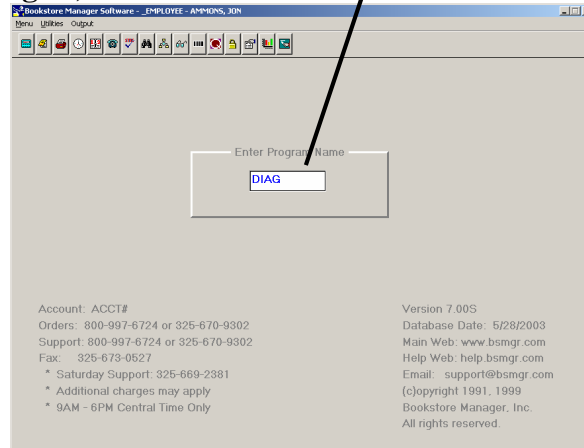 Bookstore Manager Software - _EMPLOYEE - AMMONS, JON
Menu Utilities Output
Enter Program Name
DIAG
Account: ACCT#
Orders: 800-997-6724 or 325-670-9302
Support: 800-997-6724 or 325-670-9302
Fax: 325-673-0527
* Saturday Support: 325-669-2381
* Additional charges may apply
* 9AM - 6PM Central Time Only
Version 7.00S
Database Date: 5/28/2003
Main Web: www.bsmgr.com
Help Web: help.bsmgr.com
Email: support@bsmgr.com
(c)opyright 1991, 1999
Bookstore Manager, Inc.
All rights reserved.